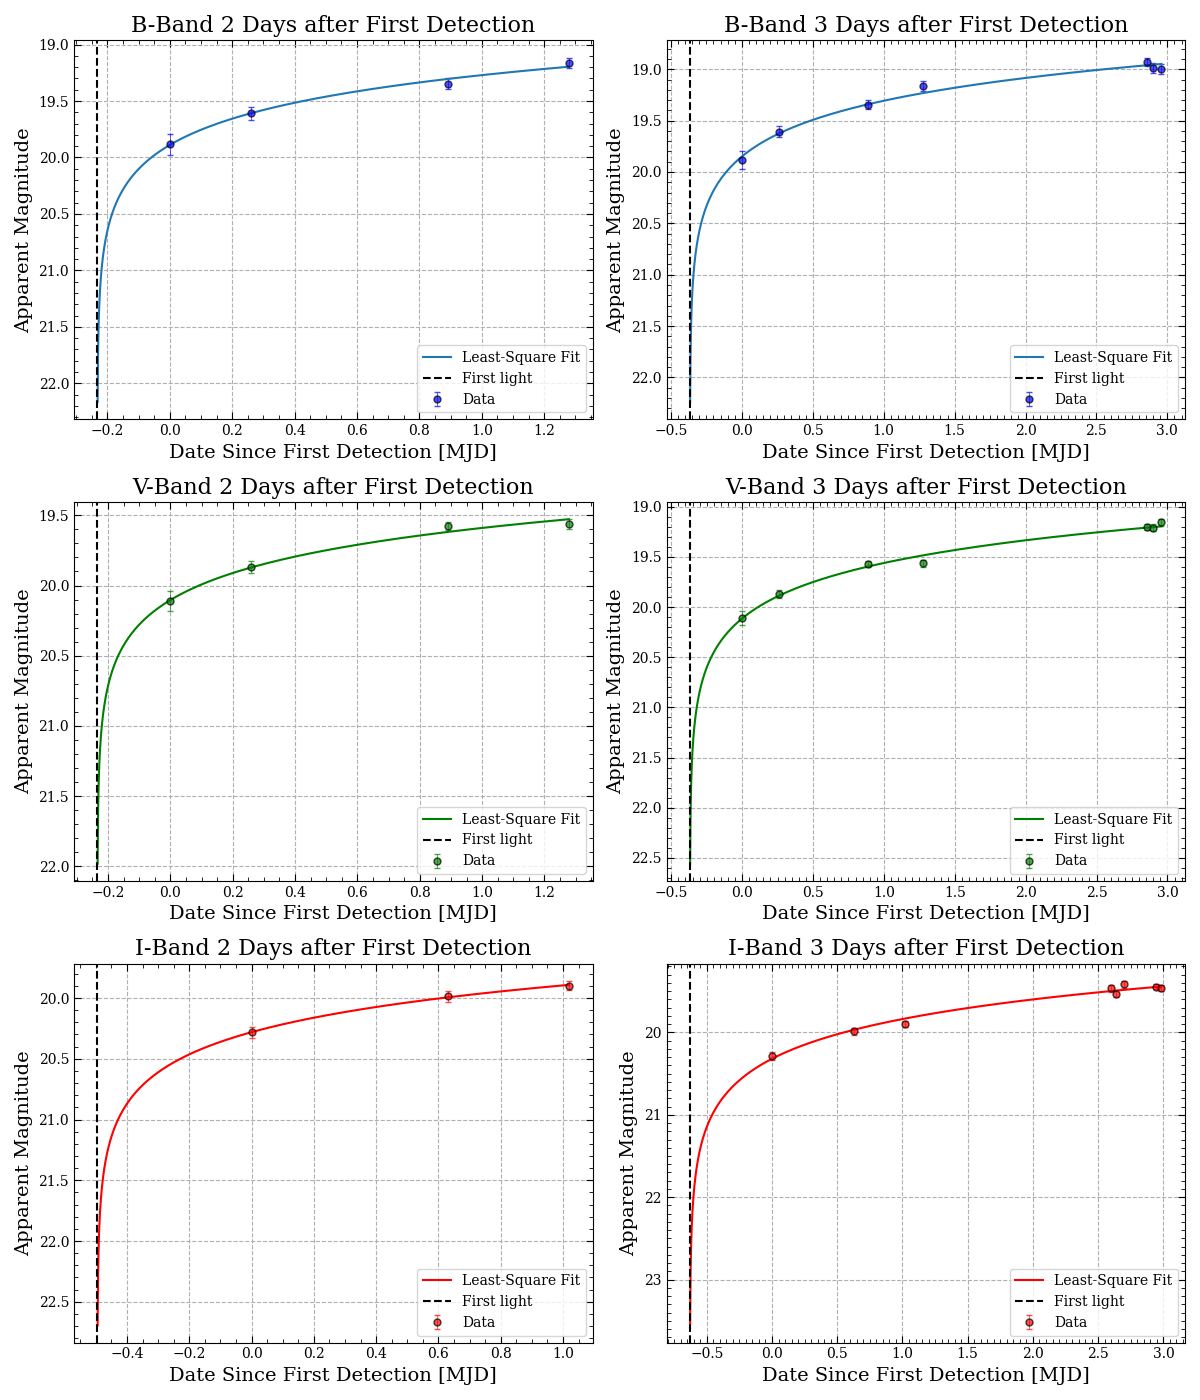 B-Band 2 Days after First Detection
19.0
19.5
20.0
20.5
21.0
21.5
22.0
Apparent Magnitude
Least-Square Fit
First light
Data
−0.2 0.0 0.2 0.4 0.6 0.8 1.0 1.2
Date Since First Detection [MJD]
B-Band 3 Days after First Detection
19.0
19.5
20.0
20.5
21.0
21.5
22.0
Apparent Magnitude
Least-Square Fit
First light
Data
−0.5 0.0 0.5 1.0 1.5 2.0 2.5 3.0
Date Since First Detection [MJD]
V-Band 2 Days after First Detection
19.5
20.0
20.5
21.0
21.5
22.0
Apparent Magnitude
Least-Square Fit
First light
Data
−0.2 0.0 0.2 0.4 0.6 0.8 1.0 1.2
Date Since First Detection [MJD]
V-Band 3 Days after First Detection
19.0
19.5
20.0
20.5
21.0
21.5
22.0
22.5
Apparent Magnitude
Least-Square Fit
First light
Data
−0.5 0.0 0.5 1.0 1.5 2.0 2.5 3.0
Date Since First Detection [MJD]
I-Band 2 Days after First Detection
20.0
20.5
21.0
21.5
22.0
22.5
Apparent Magnitude
Least-Square Fit
First light
Data
−0.4 −0.2 0.0 0.2 0.4 0.6 0.8 1.0
Date Since First Detection [MJD]
I-Band 3 Days after First Detection
20
21
22
23
Apparent Magnitude
Least-Square Fit
First light
Data
−0.5 0.0 0.5 1.0 1.5 2.0 2.5 3.0
Date Since First Detection [MJD]